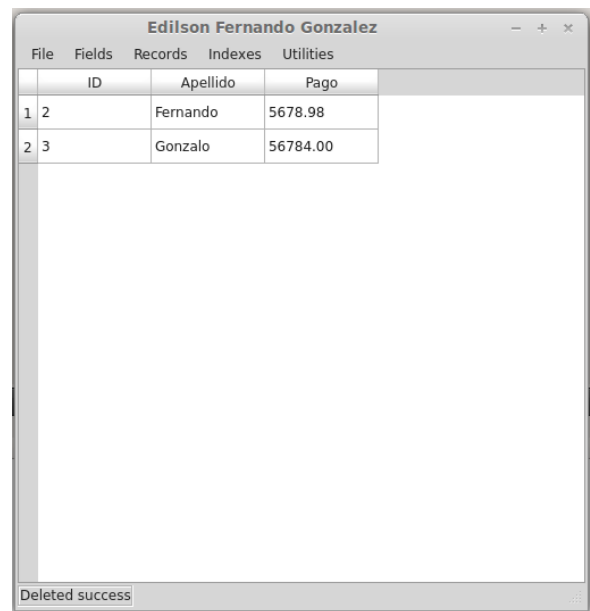 Edilson Fernando Gonzalez
File Fields Records Indexes Utilities
ID Apellido Pago
1 2 Fernando 5678.98
2 3 Gonzalo 56784.00
Deleted success